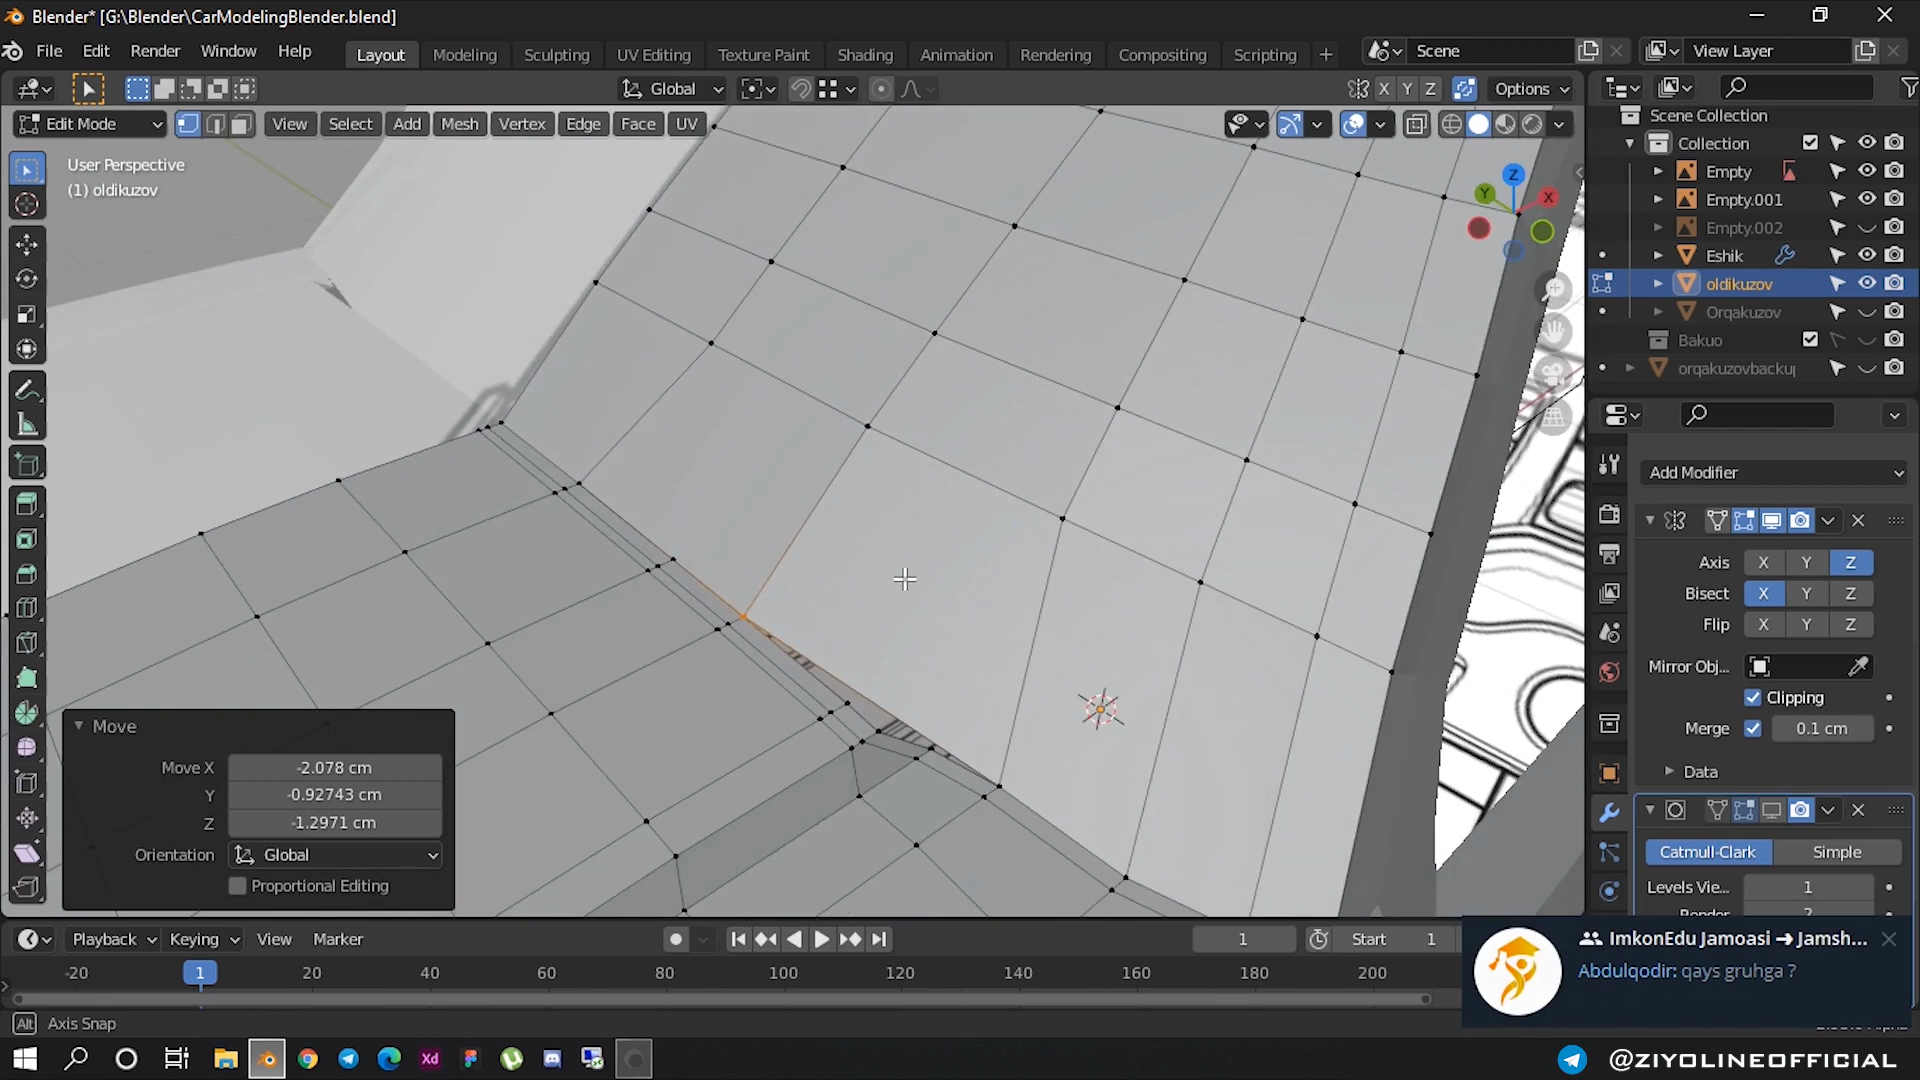 Blender* [G:\Blender\CarModelingBlender.blend]
File Edit Render Window Help
Layout Modeling Sculpting UV Editing Texture Paint Shading Animation Rendering Compositing Scripting +
Scene
View Layer
Global
X Y Z
Options
Edit Mode
View Select Add Mesh Vertex Edge Face UV
User Perspective
(1) oldikuzov
Z
Y
X
Scene Collection
Collection
Empty
Empty.001
Empty.002
Eshik
oldikuzov
Orqakuzov
Bakuo
orqakuzovbackup
Add Modifier
Axis X Y Z
Bisect X Y Z
Flip X Y Z
Mirror Obj...
Clipping
Merge 0.1 cm
Data
Catmull-Clark Simple
Levels Vie... 1
Render 2
Move
Move X -2.078 cm
Y -0.92743 cm
Z -1.2971 cm
Orientation Global
Proportional Editing
Playback Keying View Marker
1
Start 1
-20 1 20 40 60 80 100 120 140 160 180 200
ImkonEdu Jamoasi ➜ Jamsh...
Abdulqodir: qays gruhga ?
Alt Axis Snap
Xd
@ZIYOLINEOFFICIAL